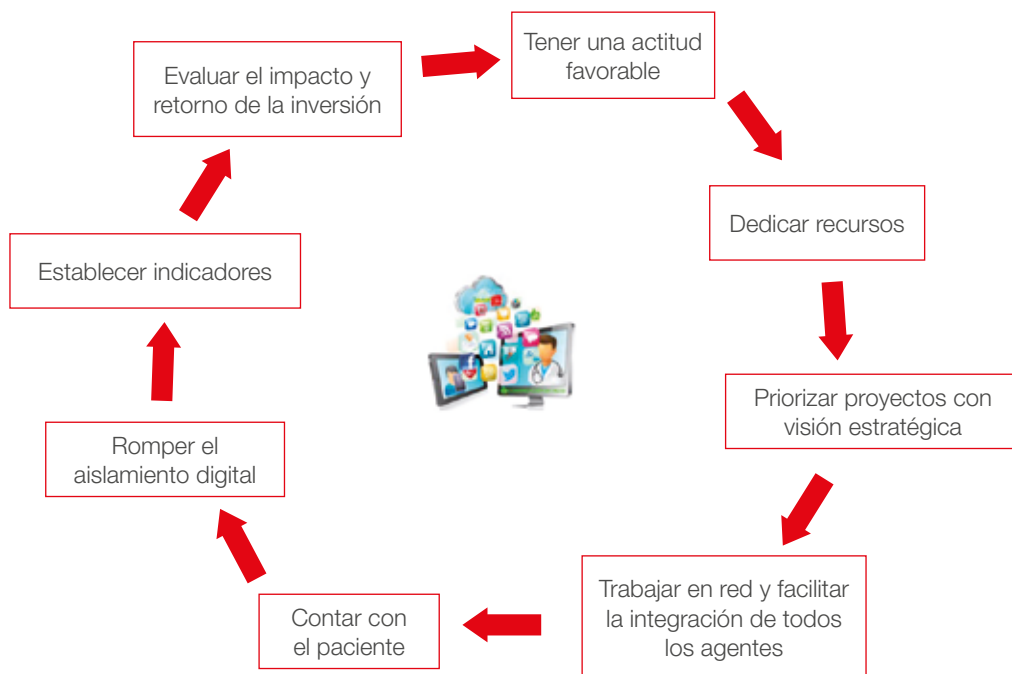 Tener una actitud
favorable
Dedicar recursos
Priorizar proyectos con
visión estratégica
Trabajar en red y facilitar
la integración de todos
los agentes
Contar con
el paciente
Romper el
aislamiento digital
Establecer indicadores
Evaluar el impacto y
retorno de la inversión